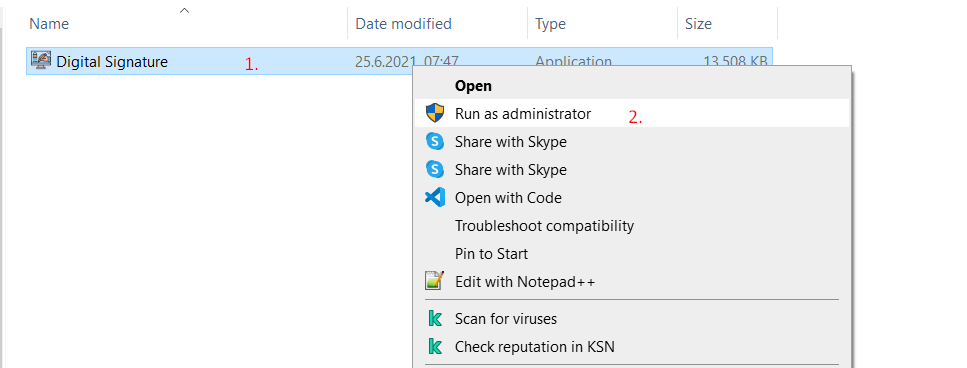 Name Date modified Type Size
Digital Signature 1. 25.6.2021. 07:47 Application 13.508 KB
Open
Run as administrator 2.
Share with Skype
Share with Skype
Open with Code
Troubleshoot compatibility
Pin to Start
Edit with Notepad++
Scan for viruses
Check reputation in KSN